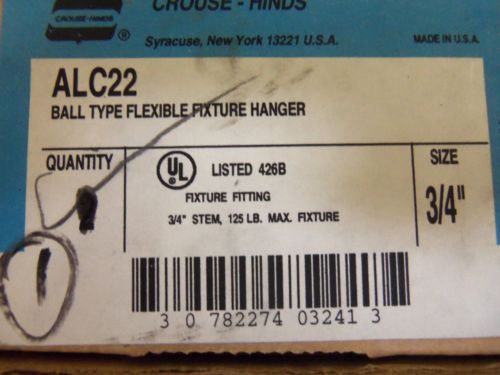 CROUSE-HINDS
®
CROUSE - HINDS
Syracuse, New York 13221 U.S.A.
MADE IN U.S.A.
ALC22
BALL TYPE FLEXIBLE FIXTURE HANGER
QUANTITY
UL ® LISTED 426B
FIXTURE FITTING
3/4" STEM, 125 LB. MAX. FIXTURE
SIZE
3/4"
1
3 0 782274 03241 3